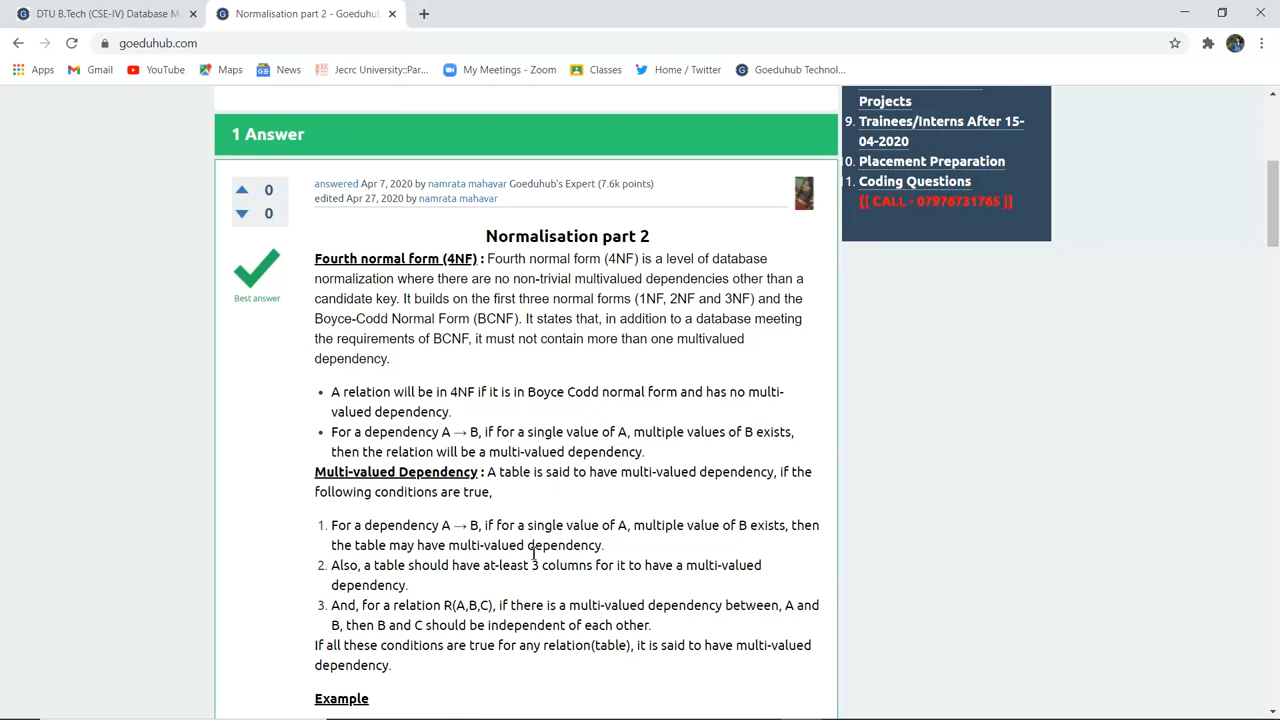 DTU B.Tech (CSE-IV) Database M
Normalisation part 2 - Goeduhub
goeduhub.com
Apps
Gmail
YouTube
Maps
News
Jecrc University::Par...
My Meetings - Zoom
Classes
Home / Twitter
Goeduhub Technol...
Projects
9. Trainees/Interns After 15-
04-2020
10. Placement Preparation
11. Coding Questions
[[ CALL - 07976731765 ]]
1 Answer
0
0
Best answer
answered Apr 7, 2020 by namrata mahavar Goeduhub's Expert (7.6k points)
edited Apr 27, 2020 by namrata mahavar
Normalisation part 2
Fourth normal form (4NF) : Fourth normal form (4NF) is a level of database
normalization where there are no non-trivial multivalued dependencies other than a
candidate key. It builds on the first three normal forms (1NF, 2NF and 3NF) and the
Boyce-Codd Normal Form (BCNF). It states that, in addition to a database meeting
the requirements of BCNF, it must not contain more than one multivalued
dependency.
• A relation will be in 4NF if it is in Boyce Codd normal form and has no multi-
valued dependency.
• For a dependency A → B, if for a single value of A, multiple values of B exists,
then the relation will be a multi-valued dependency.
Multi-valued Dependency : A table is said to have multi-valued dependency, if the
following conditions are true,
1. For a dependency A → B, if for a single value of A, multiple value of B exists, then
the table may have multi-valued dependency.
2. Also, a table should have at-least 3 columns for it to have a multi-valued
dependency.
3. And, for a relation R(A,B,C), if there is a multi-valued dependency between, A and
B, then B and C should be independent of each other.
If all these conditions are true for any relation(table), it is said to have multi-valued
dependency.
Example